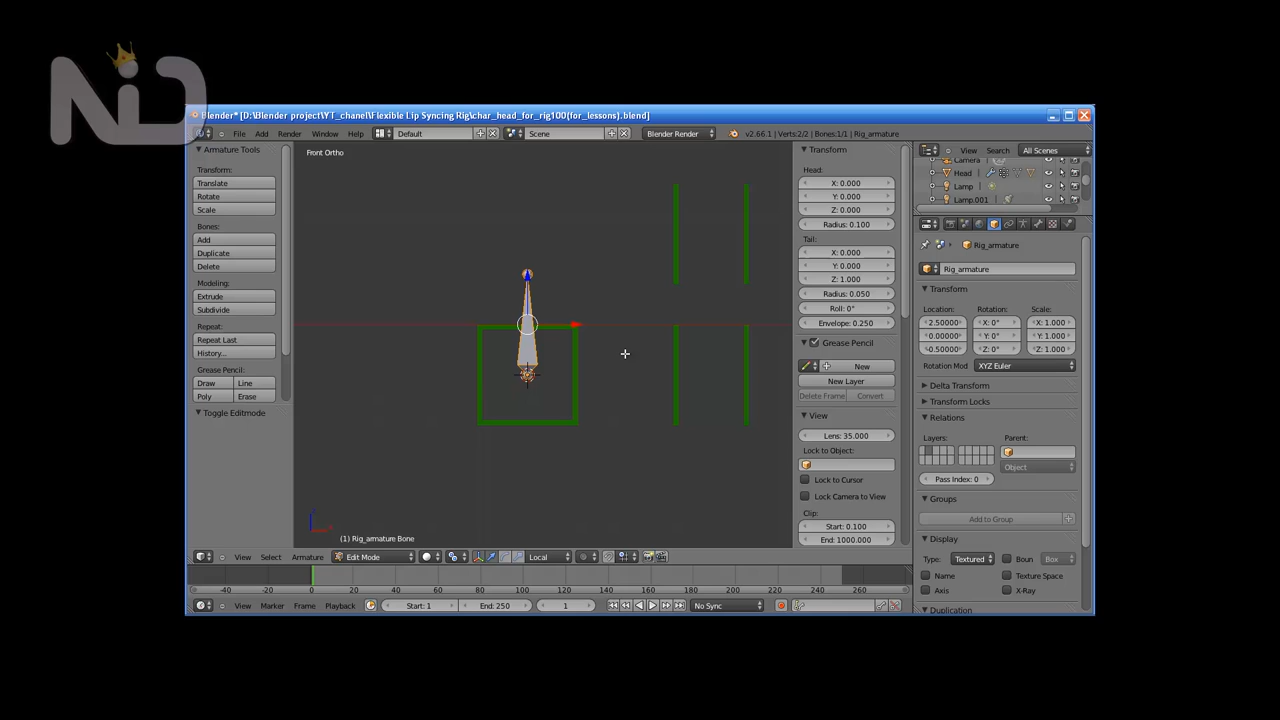 NiD
Blender* [D:\Blender project\YT_chanel\Flexible Lip Syncing Rig\char_head_for_rig100(for_lessons).blend]
File Add Render Window Help Default Scene Blender Render v2.66.1 | Verts:2/2 | Bones:1/1 | Rig_armature
Armature Tools
Transform:
Translate
Rotate
Scale
Bones:
Add
Duplicate
Delete
Modeling:
Extrude
Subdivide
Repeat:
Repeat Last
History...
Grease Pencil:
Draw Line
Poly Erase
Toggle Editmode
Front Ortho
(1) Rig_armature Bone
Transform
Head:
X: 0.000
Y: 0.000
Z: 0.000
Radius: 0.100
Tail:
X: 0.000
Y: 0.000
Z: 1.000
Radius: 0.050
Roll: 0°
Envelope: 0.250
Grease Pencil
New
New Layer
Delete Frame Convert
View
Lens: 35.000
Lock to Object:
Lock to Cursor
Lock Camera to View
Clip:
Start: 0.100
End: 1000.000
View Search All Scenes
Camera
Head
Lamp
Lamp.001
Rig_armature
Rig_armature
Transform
Location: Rotation: Scale:
2.50000 X: 0° X: 1.000
0.00000 Y: 0° Y: 1.000
0.50000 Z: 0° Z: 1.000
Rotation Mod XYZ Euler
Delta Transform
Transform Locks
Relations
Layers: Parent:
Object
Pass Index: 0
Groups
Add to Group
Display
Type: Textured Boun Box
Name Texture Space
Axis X-Ray
Duplication
View Select Armature Edit Mode Local
-40 -20 0 20 40 60 80 100 120 140 160 180 200 220 240 260
View Marker Frame Playback Start: 1 End: 250 1 No Sync